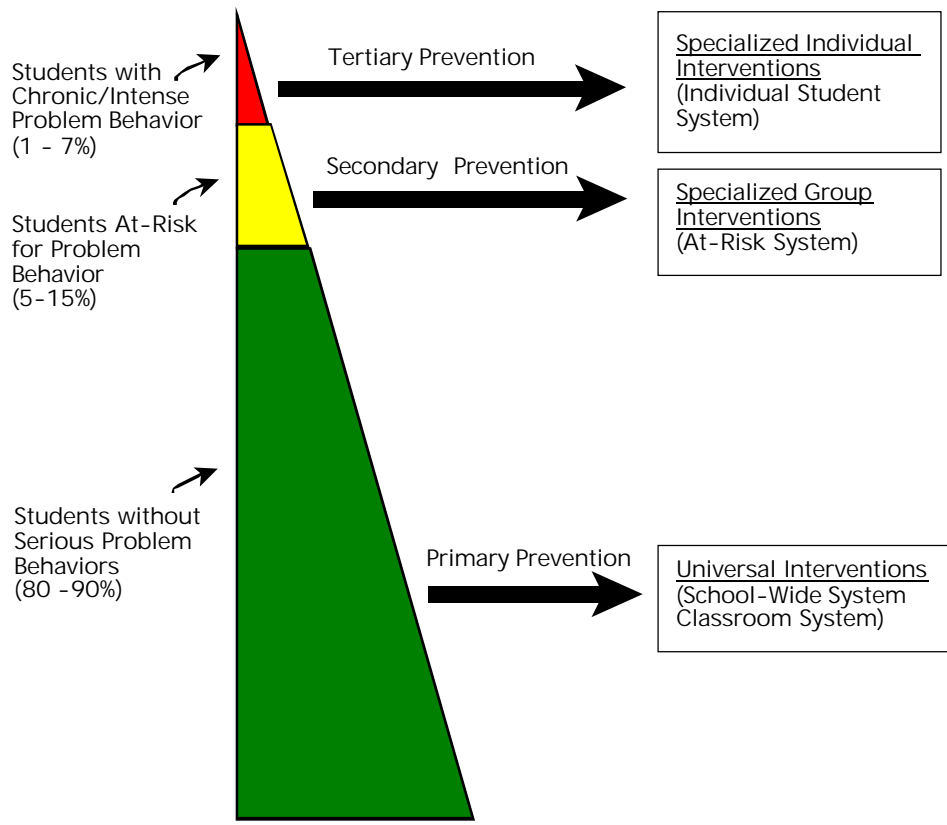 Students with
Chronic/Intense
Problem Behavior
(1 - 7%)
Tertiary Prevention
Specialized Individual
Interventions
(Individual Student
System)
Students At-Risk
for Problem
Behavior
(5-15%)
Secondary Prevention
Specialized Group
Interventions
(At-Risk System)
Students without
Serious Problem
Behaviors
(80 -90%)
Primary Prevention
Universal Interventions
(School-Wide System
Classroom System)